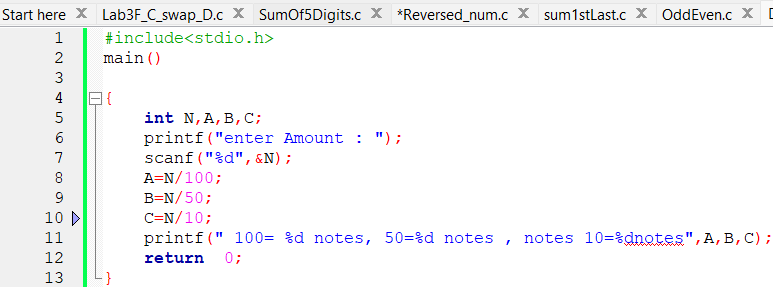 Start here X Lab3F_C_swap_D.c X SumOf5Digits.c X *Reversed_num.c X sum1stLast.c X OddEven.c X
1 #include<stdio.h>
2 main()
3
4 {
5 int N,A,B,C;
6 printf("enter Amount : ");
7 scanf("%d",&N);
8 A=N/100;
9 B=N/50;
10 C=N/10;
11 printf(" 100= %d notes, 50=%d notes , notes 10=%dnotes",A,B,C);
12 return 0;
13 }